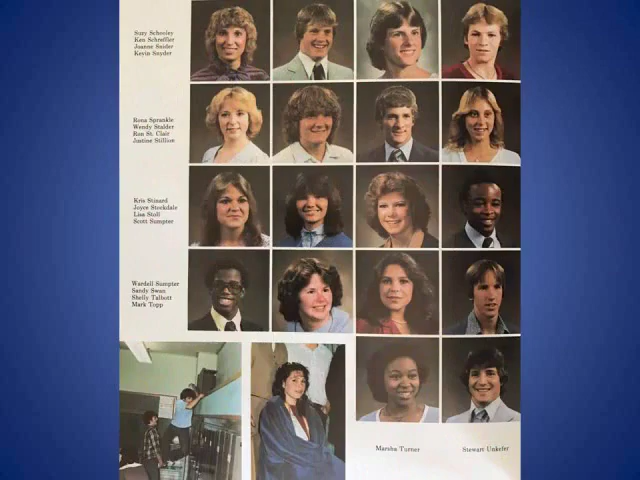 Suzy Schooley
Ken Schreffler
Joanne Snider
Kevin Snyder
Rona Sprankle
Wendy Stalder
Ron St. Clair
Justine Stillion
Kris Stinard
Joyce Stockdale
Lisa Stoll
Scott Sumpter
Wardell Sumpter
Sandy Swan
Shelly Talbott
Mark Topp
Marsha Turner
Stewart Unkefer